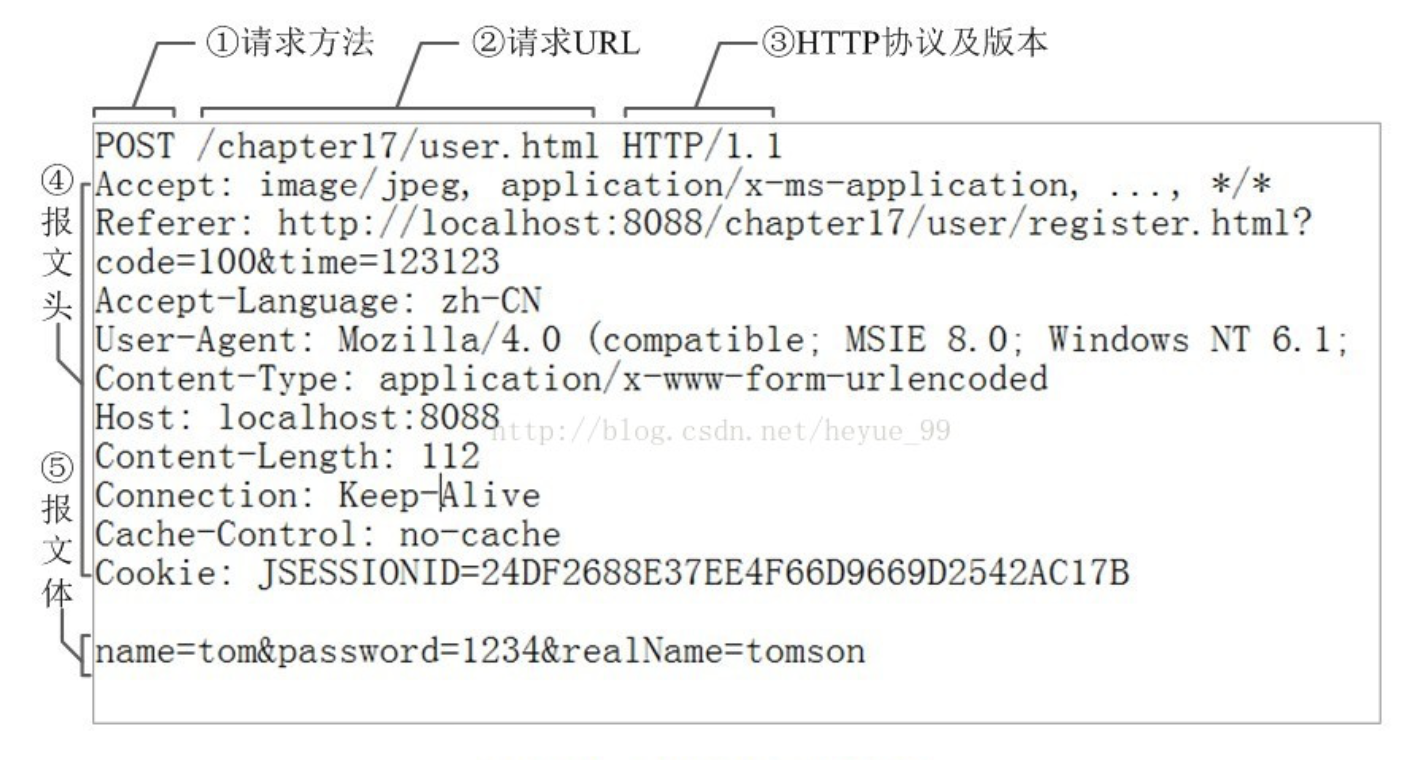 ①请求方法 ②请求URL ③HTTP协议及版本
POST /chapter17/user.html HTTP/1.1
④报文头
Accept: image/jpeg, application/x-ms-application, ..., */*
Referer: http://localhost:8088/chapter17/user/register.html?
code=100&time=123123
Accept-Language: zh-CN
User-Agent: Mozilla/4.0 (compatible; MSIE 8.0; Windows NT 6.1;
Content-Type: application/x-www-form-urlencoded
Host: localhost:8088
http://blog.csdn.net/heyue_99
Content-Length: 112
Connection: Keep-Alive
Cache-Control: no-cache
Cookie: JSESSIONID=24DF2688E37EE4F66D9669D2542AC17B
⑤报文体
name=tom&password=1234&realName=tomson